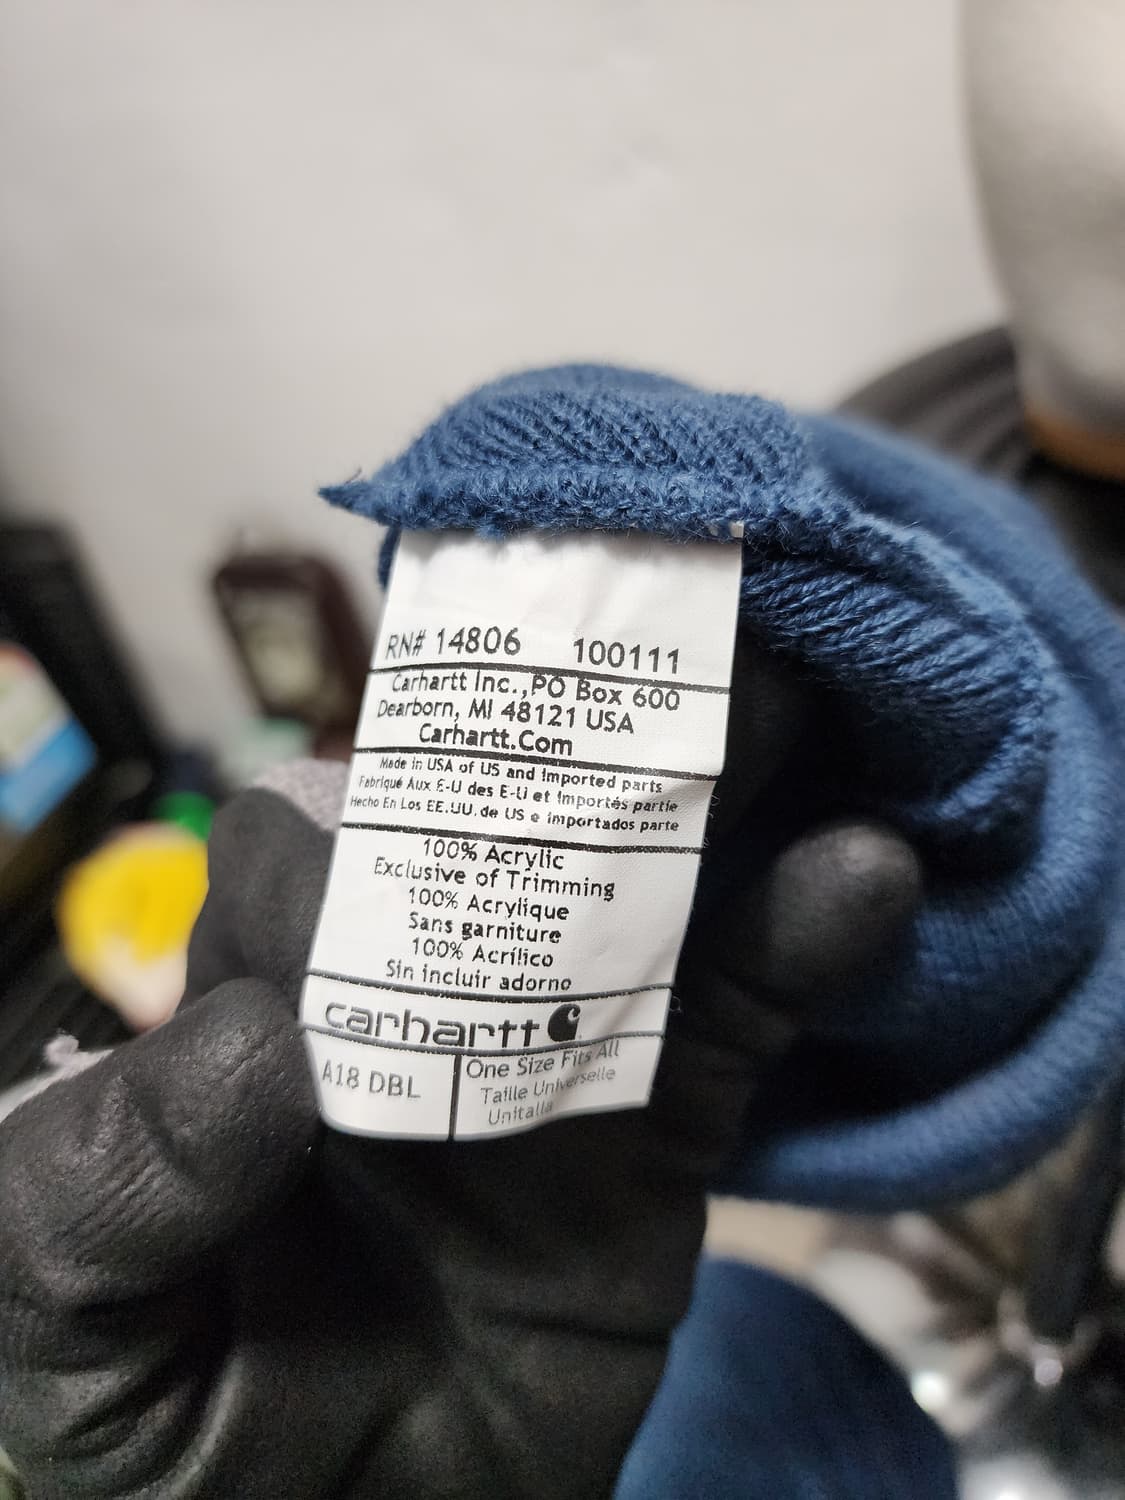 RN# 14806 100111
Carhartt Inc.,PO Box 600
Dearborn, MI 48121 USA
Carhartt.Com
Made in USA of US and Imported parts
Fabriqué Aux E-U des E-U et Importés partie
Hecho En Los EE.UU. de US e importados parte
100% Acrylic
Exclusive of Trimming
100% Acrylique
Sans garniture
100% Acrílico
Sin incluir adorno
carhartt
A18 DBL
One Size Fits All
Taille Universelle
Unitalla